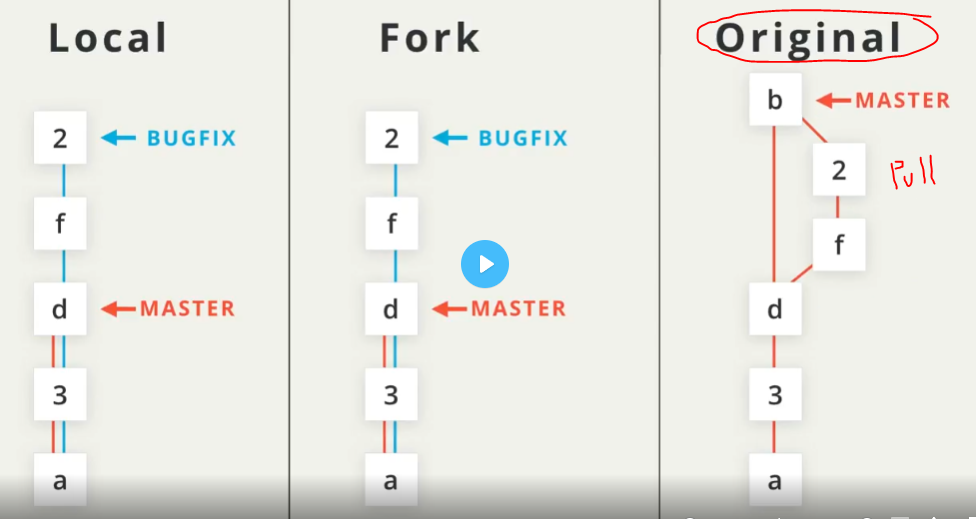 Local
2
BUGFIX
f
d
MASTER
3
a
Fork
2
BUGFIX
f
d
MASTER
3
a
Original
b
MASTER
2
Pull
f
d
3
a